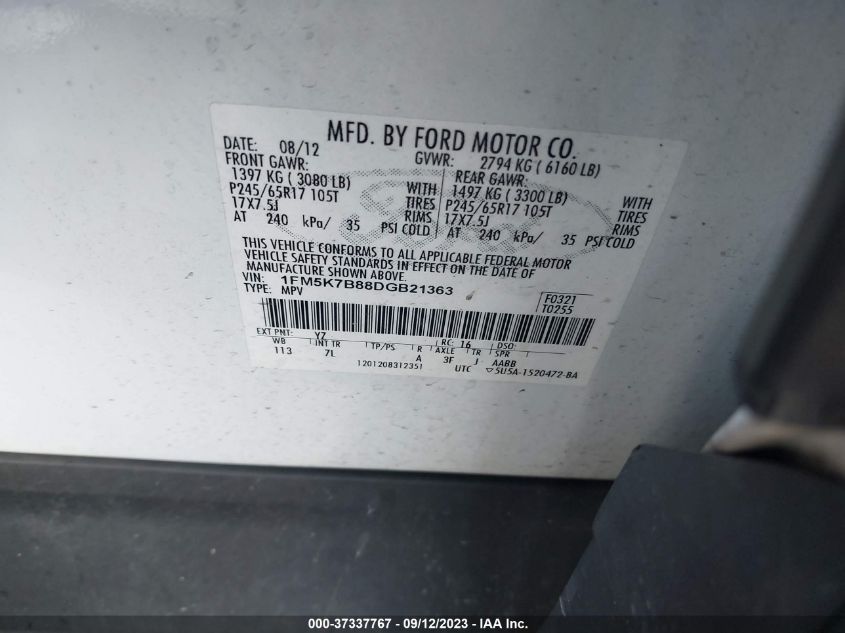 MFD. BY FORD MOTOR CO.
DATE: 08/12 GVWR: 2794 KG ( 6160 LB)
FRONT GAWR: REAR GAWR:
1397 KG ( 3080 LB) WITH 1497 KG ( 3300 LB) WITH
P245/65R17 105T TIRES P245/65R17 105T TIRES
17X7.5J RIMS 17X7.5J RIMS
AT 240 kPa/ 35 PSI COLD AT 240 kPa/ 35 PSI COLD
THIS VEHICLE CONFORMS TO ALL APPLICABLE FEDERAL MOTOR
VEHICLE SAFETY STANDARDS IN EFFECT ON THE DATE OF
MANUFACTURE SHOWN ABOVE.
VIN: 1FM5K7B88DGB21363 F0321
TYPE: MPV T0255
EXT PNT: YZ RC: 16 DSO:
WB INT TR TP/PS R AXLE TR SPR
113 7L A 3F J AABB
1201208312351 UTC 5U5A-1520472-BA
000-37337767 - 09/12/2023 - IAA Inc.